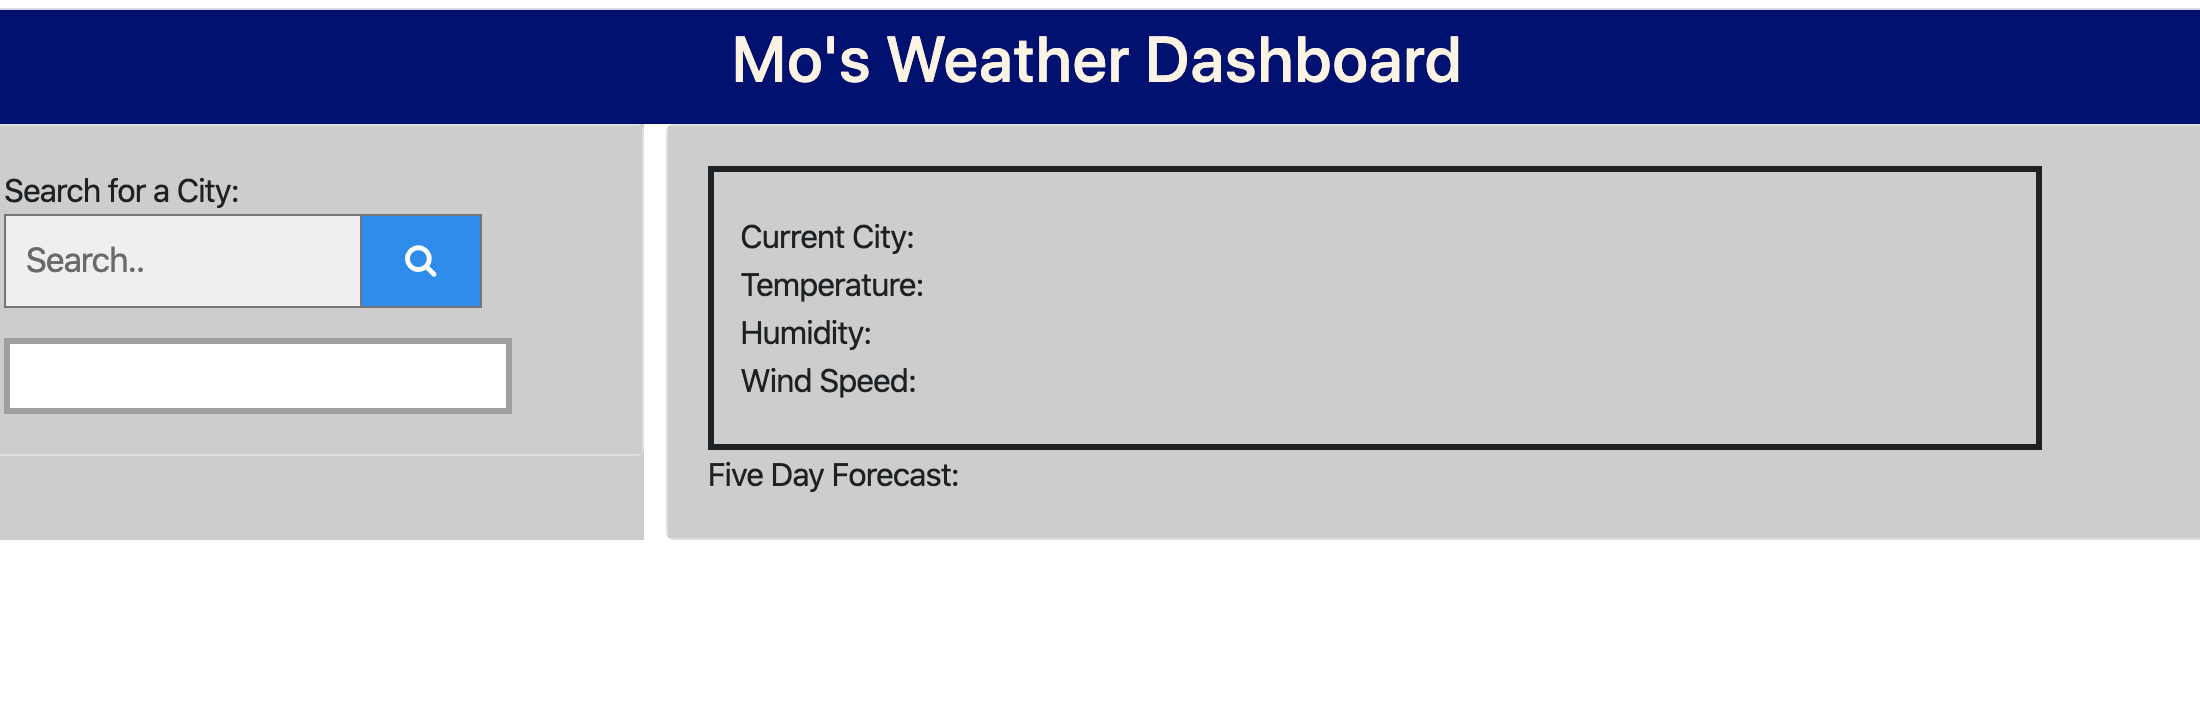 Mo's Weather Dashboard
Search for a City:
Search..
Current City:
Temperature:
Humidity:
Wind Speed:
Five Day Forecast: